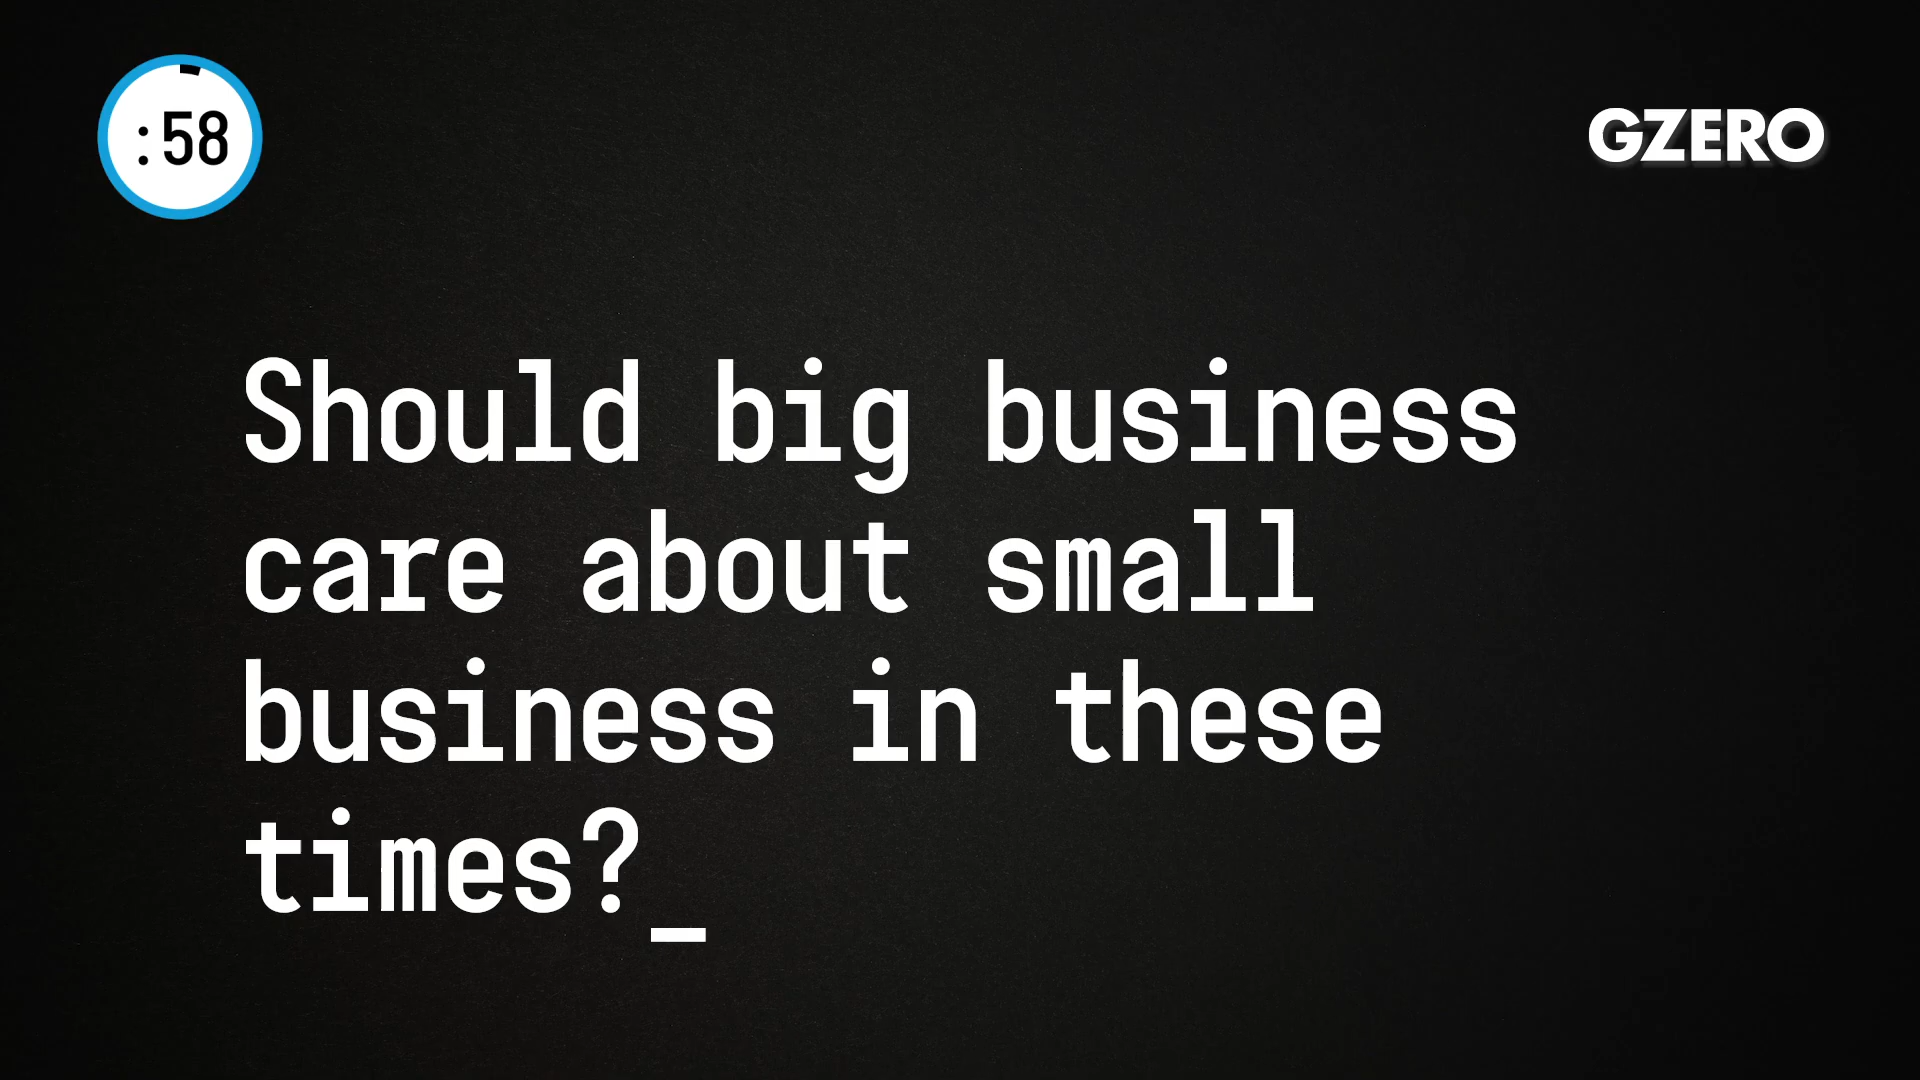 :58
GZERO
Should big business
care about small
business in these
times?_